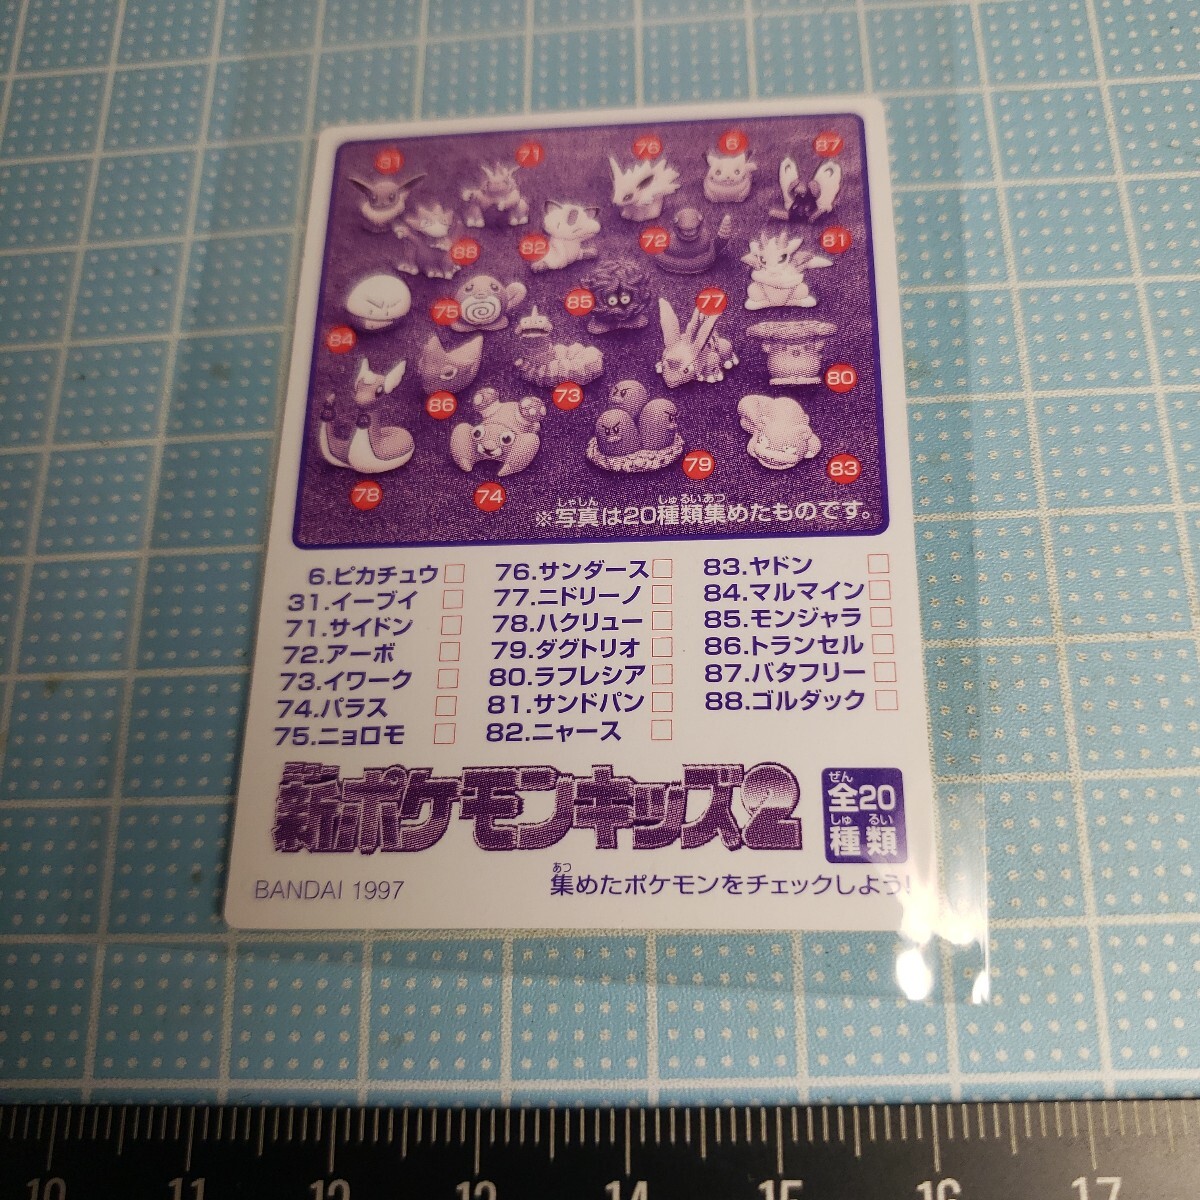 31 71 76 6 87
88 82 72 81
75 85 77
84
86 73 80
78 74 79 83
しゃしん しゅるいあつ
※写真は20種類集めたものです。
6.ピカチュウ□ 76.サンダース□ 83.ヤドン□
31.イーブイ□ 77.ニドリーノ□ 84.マルマイン□
71.サイドン□ 78.ハクリュー□ 85.モンジャラ□
72.アーボ□ 79.ダグトリオ□ 86.トランセル□
73.イワーク□ 80.ラフレシア□ 87.バタフリー□
74.パラス□ 81.サンドパン□ 88.ゴルダック□
75.ニョロモ□ 82.ニャース□
新ポケモンキッズ2
ぜん
全20
しゅ るい
種類
BANDAI 1997
あつ
集めたポケモンをチェックしよう!
10 11 12 13 14 15 16 17